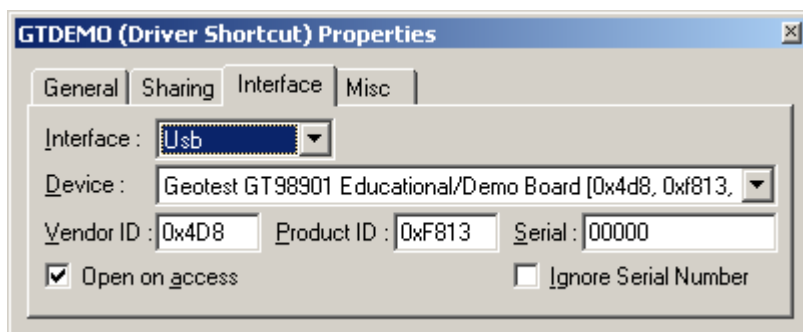 GTDEMO (Driver Shortcut) Properties
General Sharing Interface Misc
Interface : Usb
Device : Geotest GT98901 Educational/Demo Board [0x4d8, 0xf813,
Vendor ID : 0x4D8 Product ID : 0xF813 Serial : 00000
Open on access Ignore Serial Number